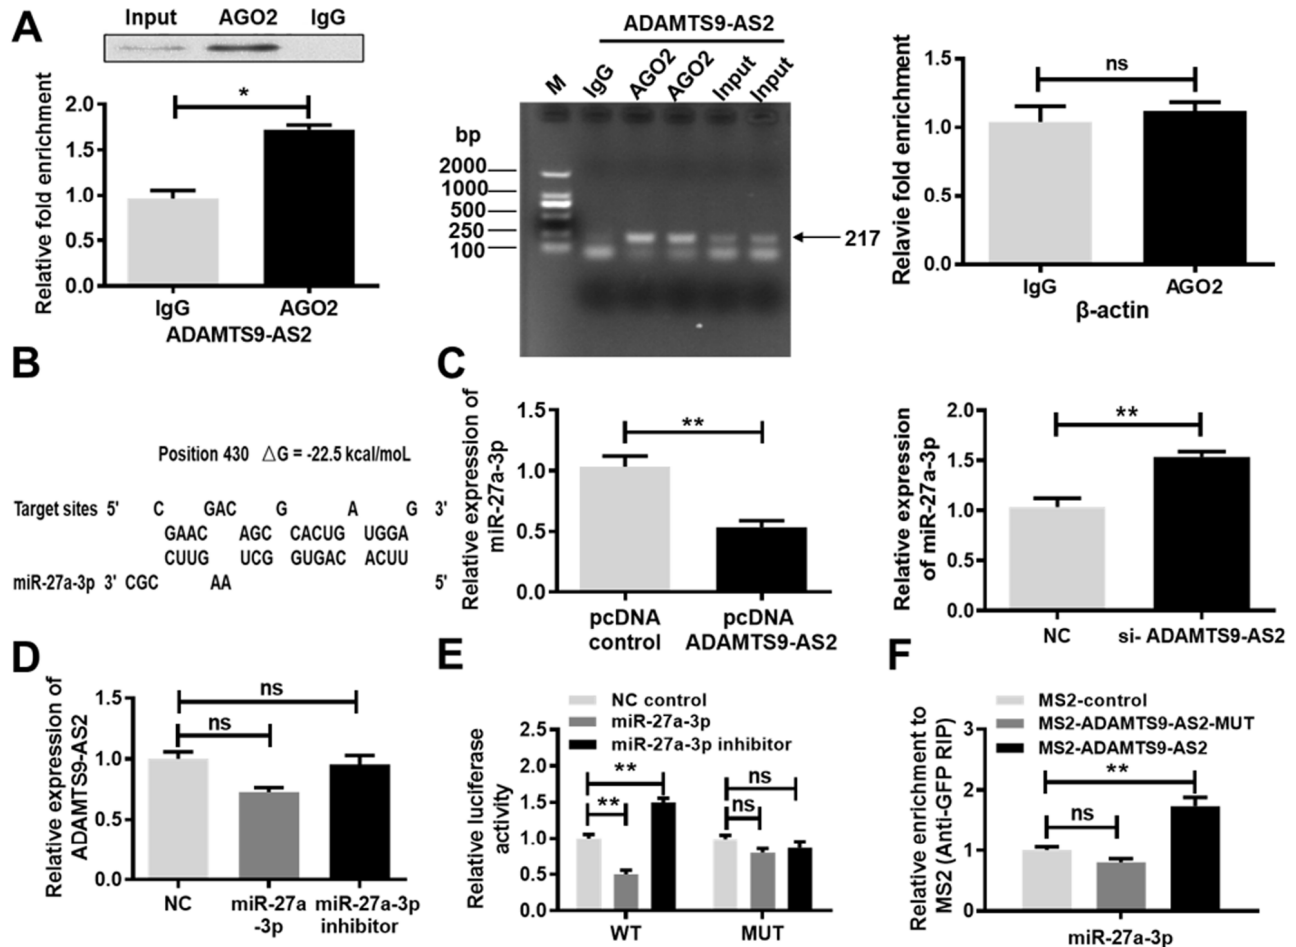 A
Input AGO2 IgG
Relative fold enrichment
2.0
1.5
1.0
0.5
0.0
*
IgG AGO2
ADAMTS9-AS2
ADAMTS9-AS2
M IgG AGO2 AGO2 Input Input
bp
2000
1000
500
250
100
217
Relavie fold enrichment
1.5
1.0
0.5
0.0
ns
IgG AGO2
β-actin
B
Position 430 △G = -22.5 kcal/moL
Target sites 5' C GAC G A G 3'
GAAC AGC CACUG UGGA
CUUG UCG GUGAC ACUU
miR-27a-3p 3' CGC AA 5'
C
Relative expression of
miR-27a-3p
1.5
1.0
0.5
0.0
**
pcDNA pcDNA
control ADAMTS9-AS2
Relative expression
of miR-27a-3p
2.0
1.5
1.0
0.5
0.0
**
NC si- ADAMTS9-AS2
D
Relative expression of
ADAMTS9-AS2
1.5
1.0
0.5
0.0
ns
ns
NC miR-27a miR-27a-3p
-3p inhibitor
E
NC control
miR-27a-3p
miR-27a-3p inhibitor
Relative luciferase
activity
2.5
2.0
1.5
1.0
0.5
0.0
**
**
ns
ns
WT MUT
F
MS2-control
MS2-ADAMTS9-AS2-MUT
MS2-ADAMTS9-AS2
Relative enrichment to
MS2 (Anti-GFP RIP)
3
2
1
0
**
ns
miR-27a-3p